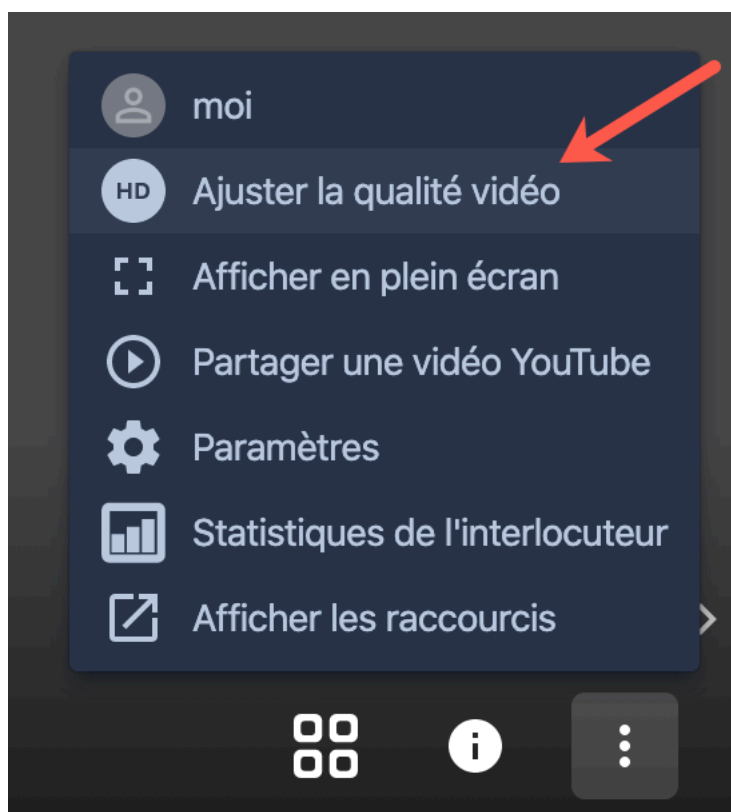 moi
HD Ajuster la qualité vidéo
Afficher en plein écran
Partager une vidéo YouTube
Paramètres
Statistiques de l'interlocuteur
Afficher les raccourcis
i